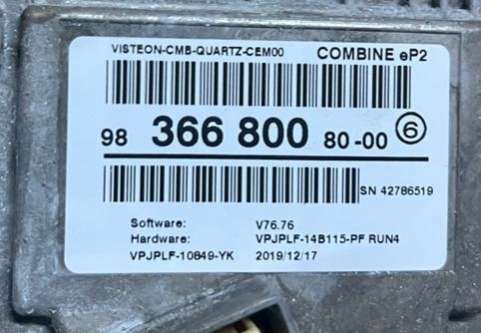 VISTEON-CMB-QUARTZ-CEM00 COMBINE eP2
98 366 800 80-00 6
SN 42786519
Software: V76.76
Hardware: VPJPLF-14B115-PF RUN4
VPJPLF-10849-YK 2019/12/17